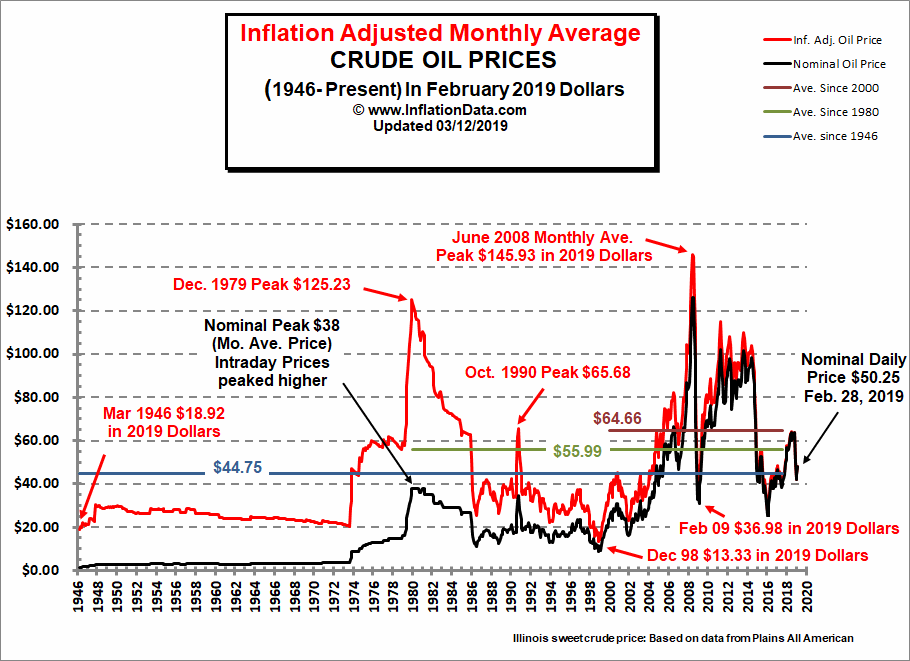 Inflation Adjusted Monthly Average
CRUDE OIL PRICES
(1946- Present) In February 2019 Dollars
© www.InflationData.com
Updated 03/12/2019
Inf. Adj. Oil Price
Nominal Oil Price
Ave. Since 2000
Ave. Since 1980
Ave. since 1946
$160.00
$140.00
$120.00
$100.00
$80.00
$60.00
$40.00
$20.00
$0.00
June 2008 Monthly Ave.
Peak $145.93 in 2019 Dollars
Dec. 1979 Peak $125.23
Nominal Peak $38
(Mo. Ave. Price)
Intraday Prices
peaked higher
Oct. 1990 Peak $65.68
Nominal Daily
Price $50.25
Feb. 28, 2019
Mar 1946 $18.92
in 2019 Dollars
$64.66
$55.99
$44.75
Feb 09 $36.98 in 2019 Dollars
Dec 98 $13.33 in 2019 Dollars
1946
1948
1950
1952
1954
1956
1958
1960
1962
1964
1966
1968
1970
1972
1974
1976
1978
1980
1982
1984
1986
1988
1990
1992
1994
1996
1998
2000
2002
2004
2006
2008
2010
2012
2014
2016
2018
2020
Illinois sweet crude price: Based on data from Plains All American